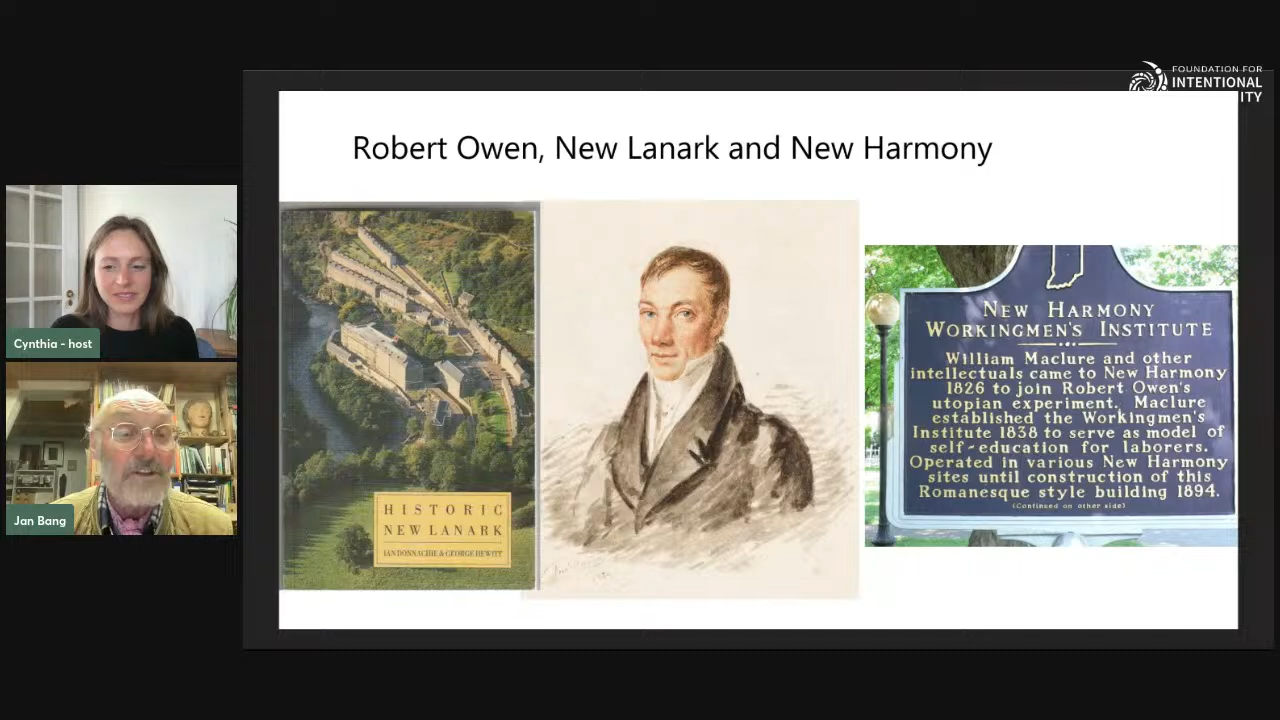 FOUNDATION FOR
INTENTIONAL
ITY
Robert Owen, New Lanark and New Harmony
Cynthia - host
Jan Bang
HISTORIC
NEW LANARK
IAN DONNACHIE & GEORGE HEWITT
NEW HARMONY
WORKINGMEN'S INSTITUTE
William Maclure and other
intellectuals came to New Harmony
1826 to join Robert Owen's
utopian experiment. Maclure
established the Workingmen's
Institute 1838 to serve as model of
self-education for laborers.
Operated in various New Harmony
sites until construction of this
Romanesque style building 1894.
(Continued on other side)